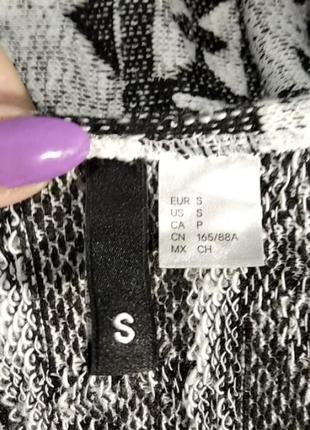 EUR S
US S
CA P
CN 165/88A
MX CH
S